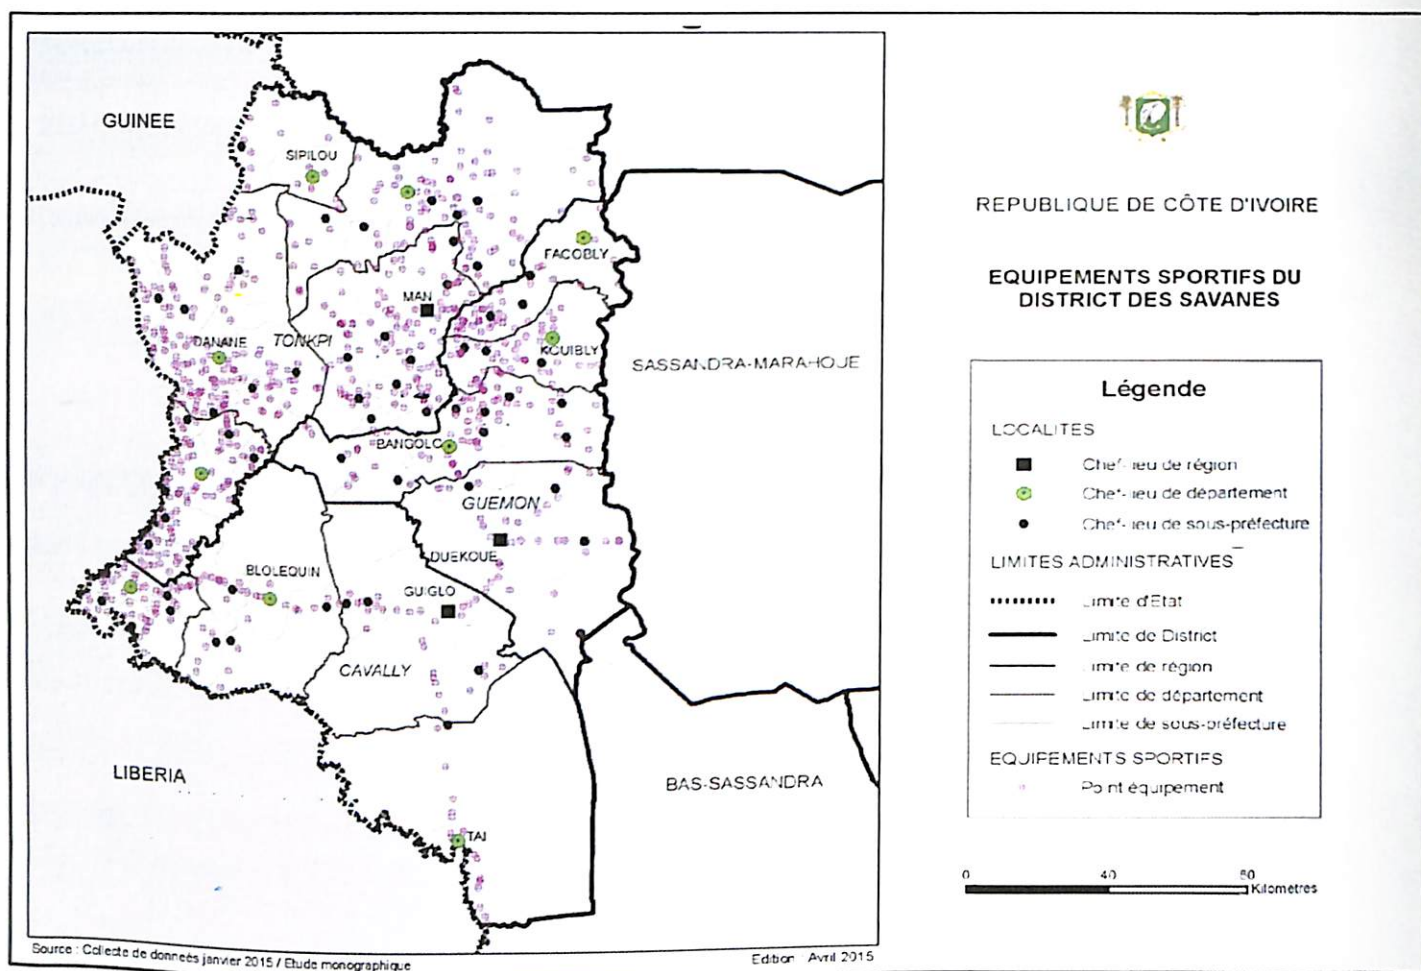 GUINEE
SIPILOU
FACOBLY
MAN
DANANE
TONKPI
KOUIBLY
SASSANDRA-MARAHOUE
BANGOLO
GUEMON
DUEKOUE
BLOLEQUIN
GUIGLO
CAVALLY
LIBERIA
BAS-SASSANDRA
TAI
Source : Collecte de donneés janvier 2015 / Etude monographique
Edition : Avril 2015
REPUBLIQUE DE CÔTE D'IVOIRE
EQUIPEMENTS SPORTIFS DU
DISTRICT DES SAVANES
Légende
LOCALITES
Chef-lieu de région
Chef-lieu de département
Chef-lieu de sous-préfecture
LIMITES ADMINISTRATIVES
Limite d'Etat
Limite de District
Limite de région
Limite de département
Limite de sous-préfecture
EQUIPEMENTS SPORTIFS
Point équipement
0 40 80
Kilometres